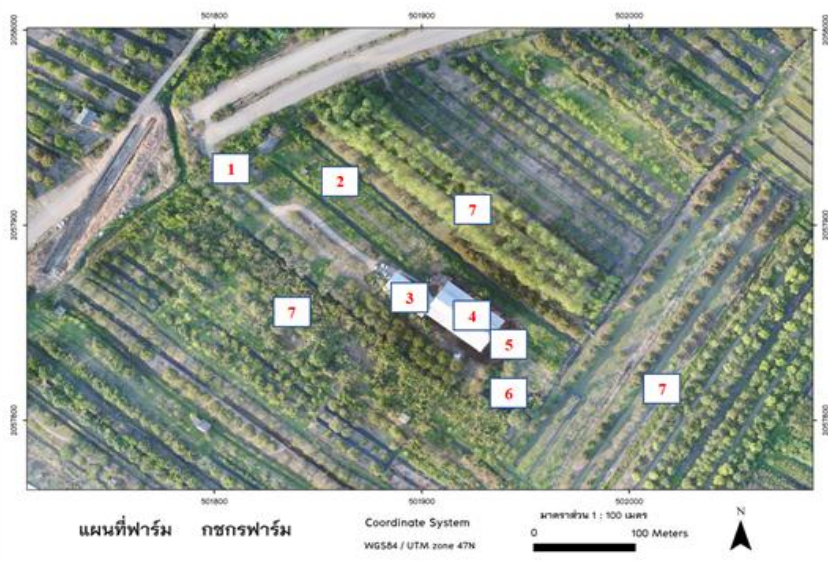 501800 501900 502000
2058000 2058000
1
2
7
2057900 2057900
3
7
4
5
6
7
2057800 2057800
501800 501900 502000
แผนที่ฟาร์ม กชกรฟาร์ม
Coordinate System
WGS84 / UTM zone 47N
มาตราส่วน 1 : 100 เมตร
0 100 Meters
N